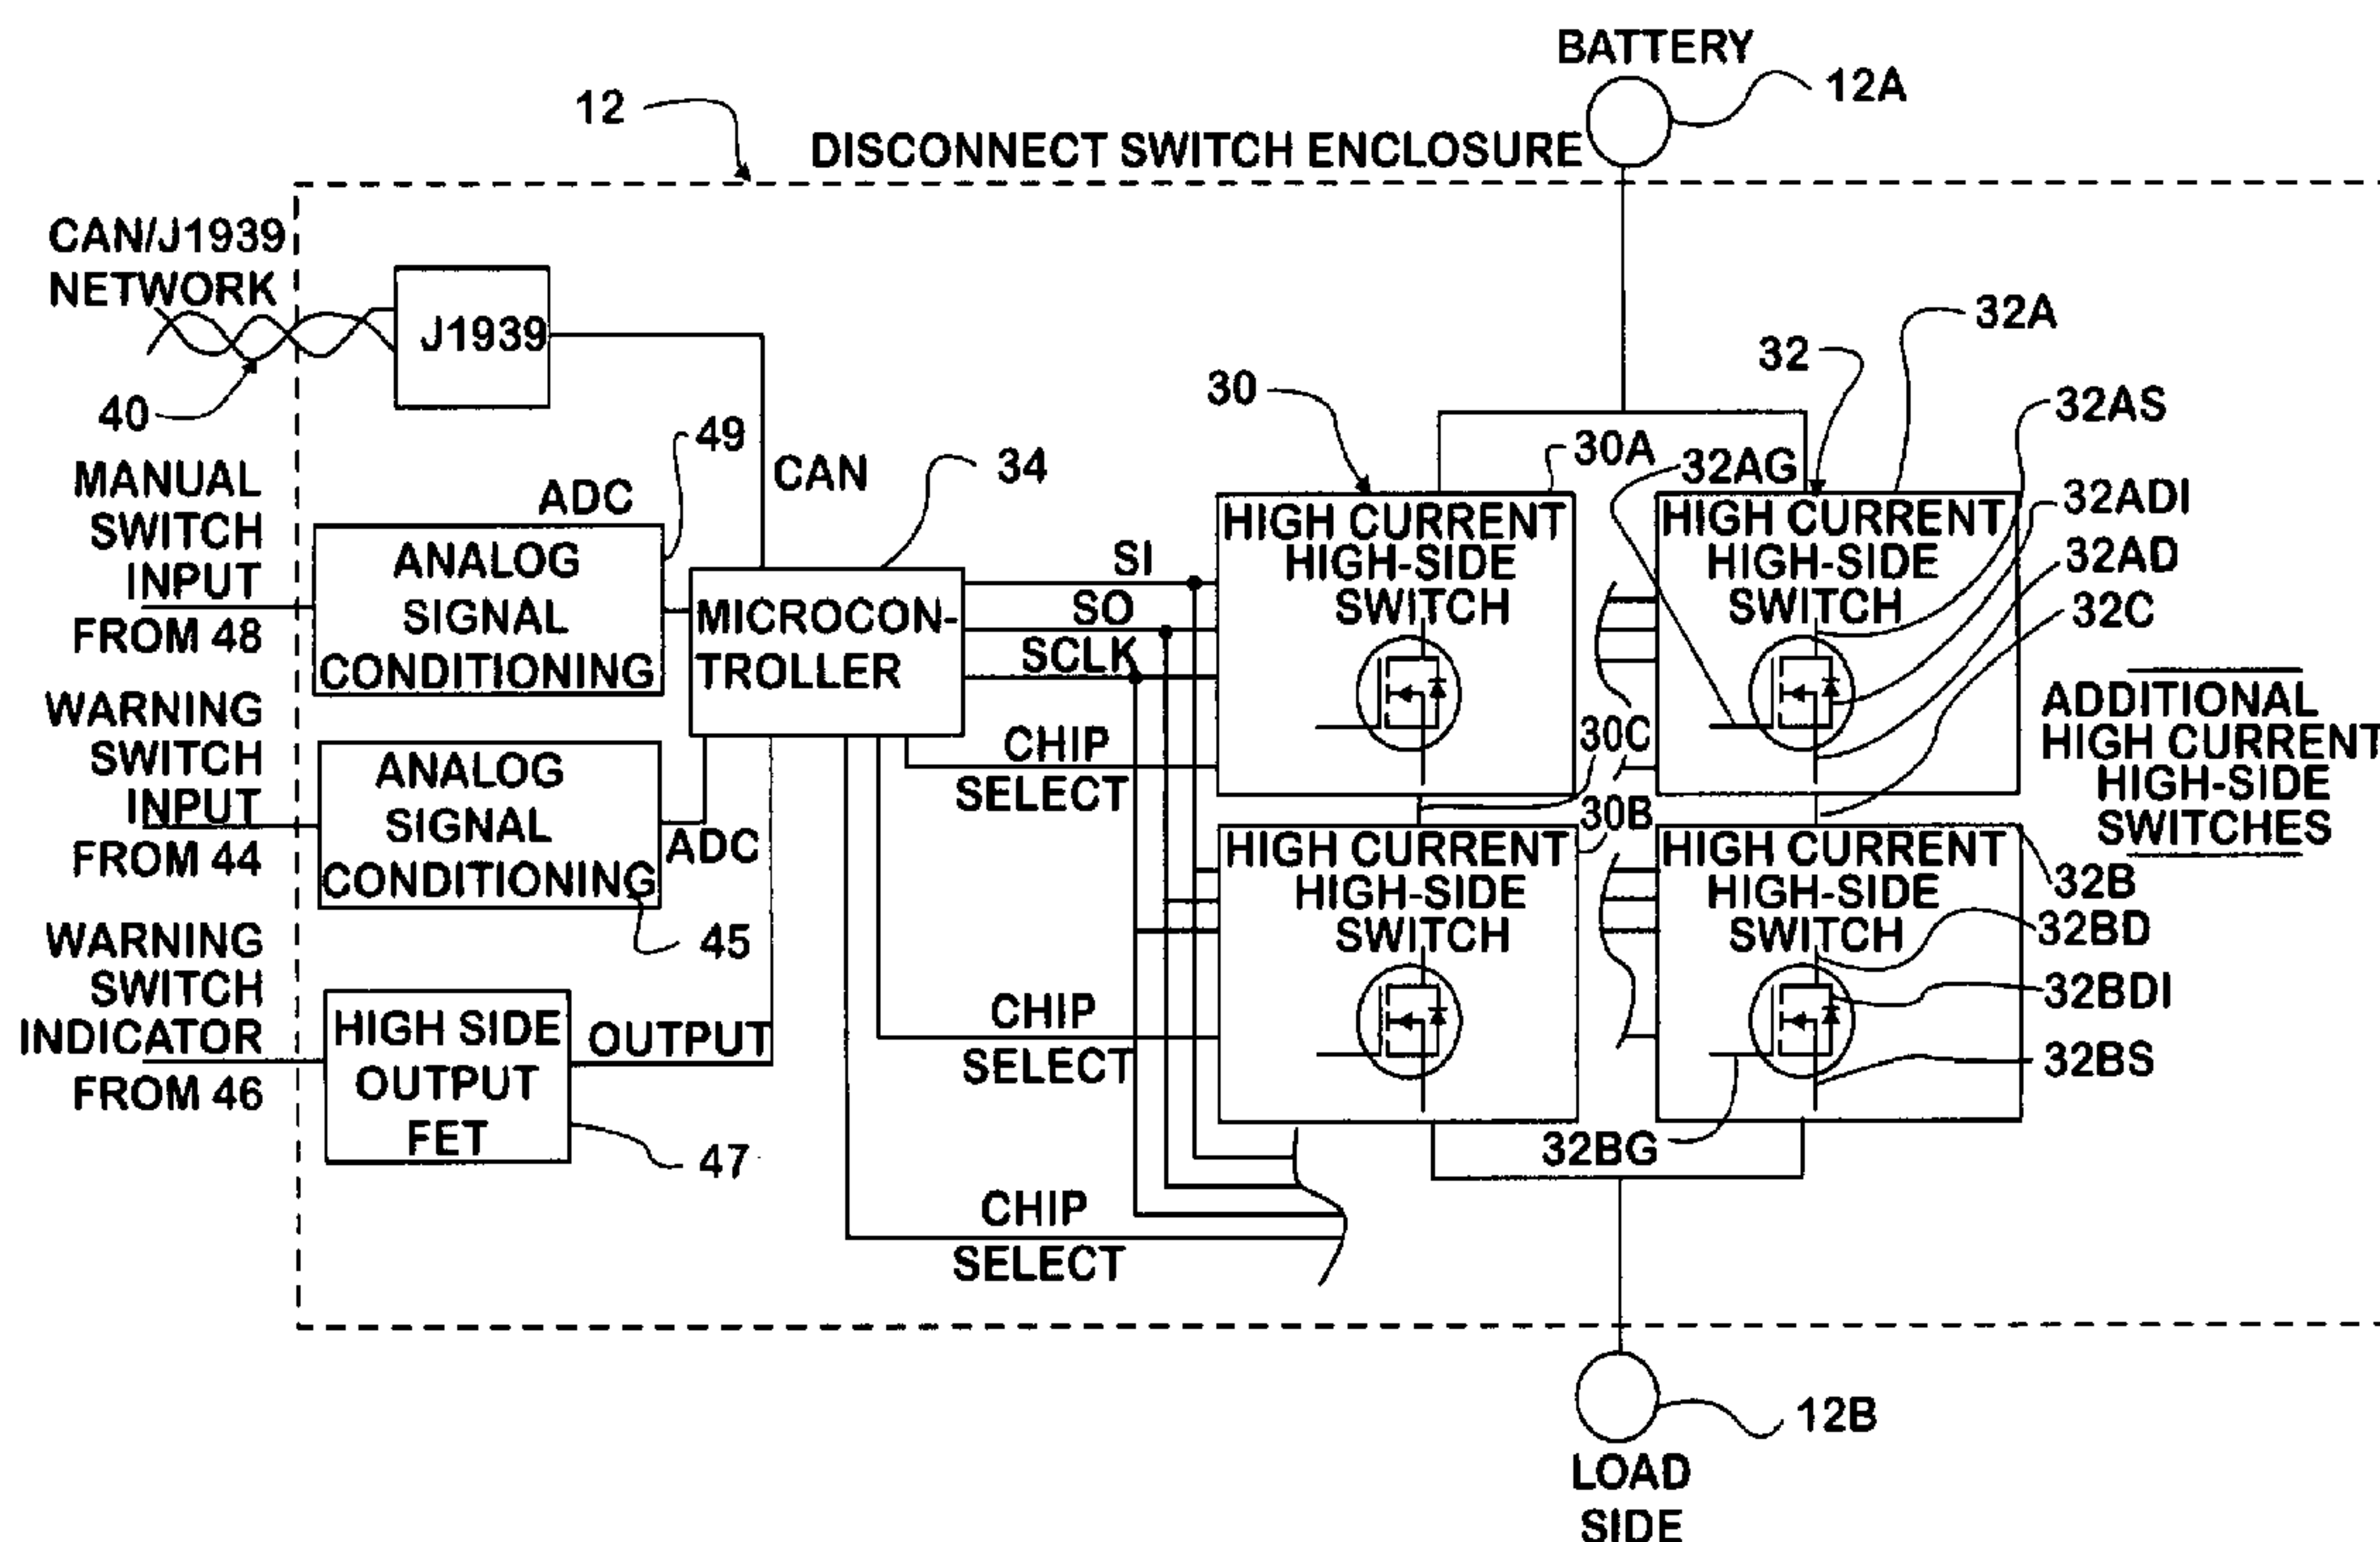 BATTERY
12A
12
DISCONNECT SWITCH ENCLOSURE
CAN/J1939
NETWORK
J1939
40
32A
32
30
32AS
49
CAN
34
30A
32AG
32ADI
32AD
32C
MANUAL
SWITCH
INPUT
FROM 48
ADC
ANALOG
SIGNAL
CONDITIONING
MICROCON-
TROLLER
SI
SO
SCLK
CHIP
SELECT
HIGH CURRENT
HIGH-SIDE
SWITCH
HIGH CURRENT
HIGH-SIDE
SWITCH
30C
30B
ADDITIONAL
HIGH CURRENT
HIGH-SIDE
SWITCHES
WARNING
SWITCH
INPUT
FROM 44
ANALOG
SIGNAL
CONDITIONING
ADC
45
HIGH CURRENT
HIGH-SIDE
SWITCH
HIGH CURRENT
HIGH-SIDE
SWITCH
32B
32BD
32BDI
32BS
32BG
WARNING
SWITCH
INDICATOR
FROM 46
HIGH SIDE
OUTPUT
FET
OUTPUT
47
CHIP
SELECT
CHIP
SELECT
12B
LOAD
SIDE